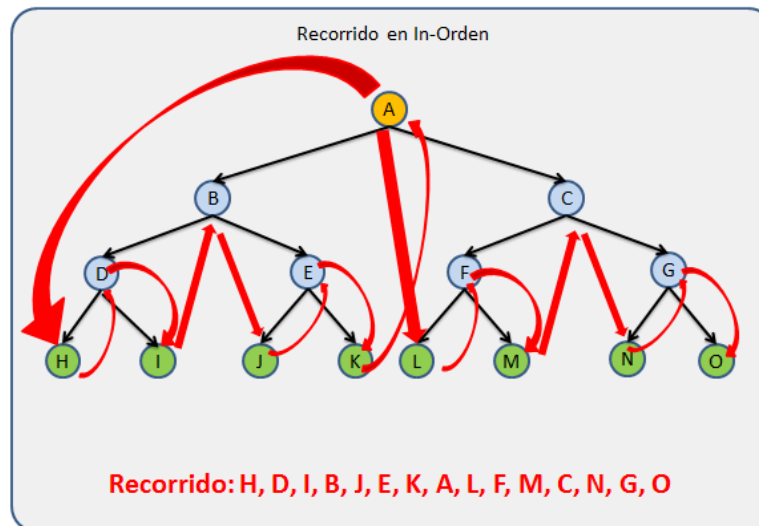 Recorrido en In-Orden
A
B C
D E F G
H I J K L M N O
Recorrido: H, D, I, B, J, E, K, A, L, F, M, C, N, G, O